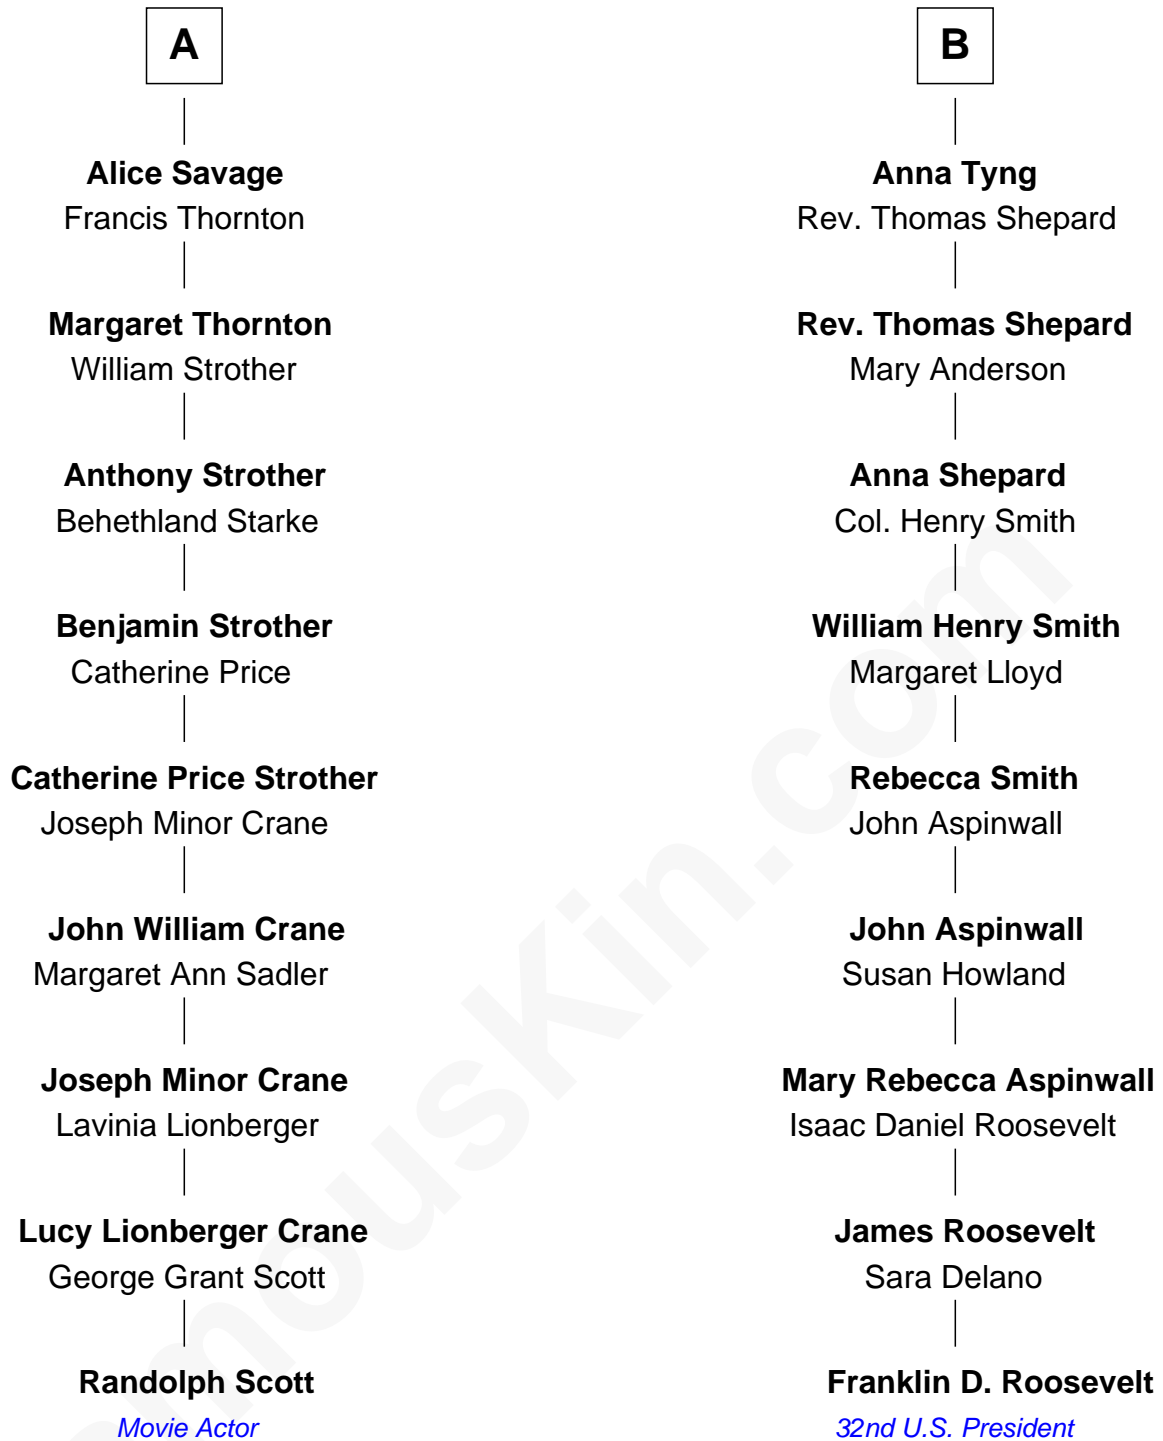 A
Alice Savage
Francis Thornton
Margaret Thornton
William Strother
Anthony Strother
Behethland Starke
Benjamin Strother
Catherine Price
Catherine Price Strother
Joseph Minor Crane
John William Crane
Margaret Ann Sadler
Joseph Minor Crane
Lavinia Lionberger
Lucy Lionberger Crane
George Grant Scott
Randolph Scott
Movie Actor
B
Anna Tyng
Rev. Thomas Shepard
Rev. Thomas Shepard
Mary Anderson
Anna Shepard
Col. Henry Smith
William Henry Smith
Margaret Lloyd
Rebecca Smith
John Aspinwall
John Aspinwall
Susan Howland
Mary Rebecca Aspinwall
Isaac Daniel Roosevelt
James Roosevelt
Sara Delano
Franklin D. Roosevelt
32nd U.S. President
mousKin.com